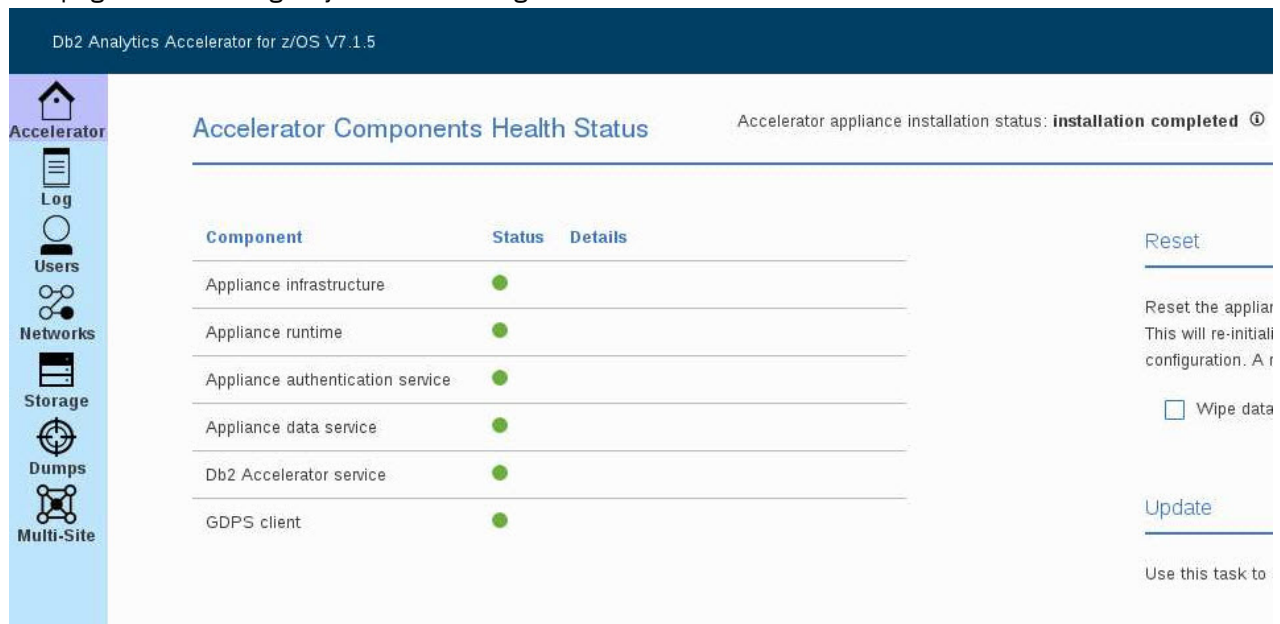 Db2 Analytics Accelerator for z/OS V7.1.5
Accelerator
Log
Users
Networks
Storage
Dumps
Multi-Site
Accelerator Components Health Status
Accelerator appliance installation status: installation completed
Component Status Details
Appliance infrastructure
Appliance runtime
Appliance authentication service
Appliance data service
Db2 Accelerator service
GDPS client
Reset
Reset the applian
This will re-initiali
configuration. A r
Wipe data
Update
Use this task to